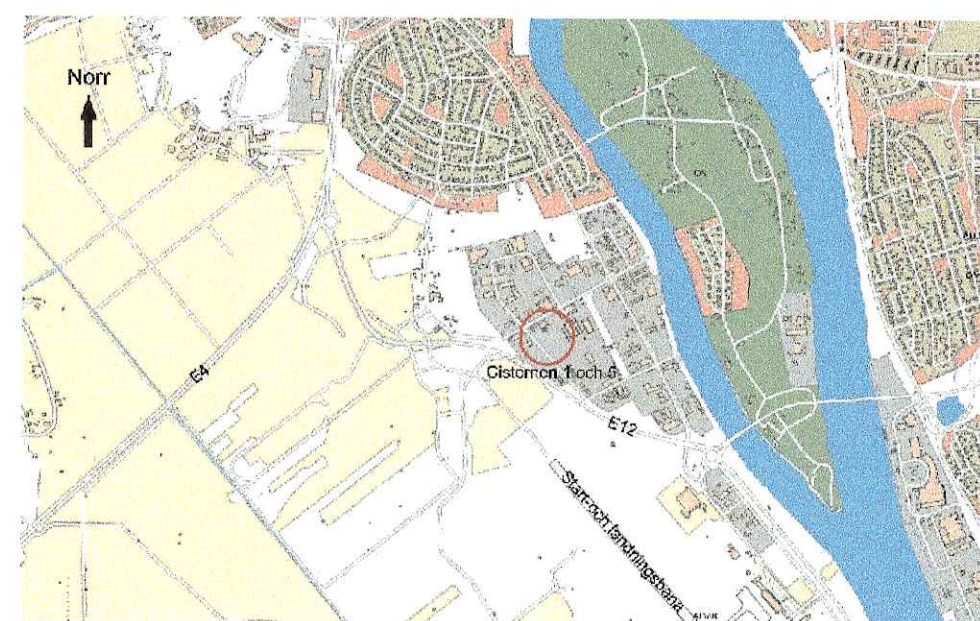 Norr
E4
Cisternen 1 och 5
E12
Start- och landningsbana